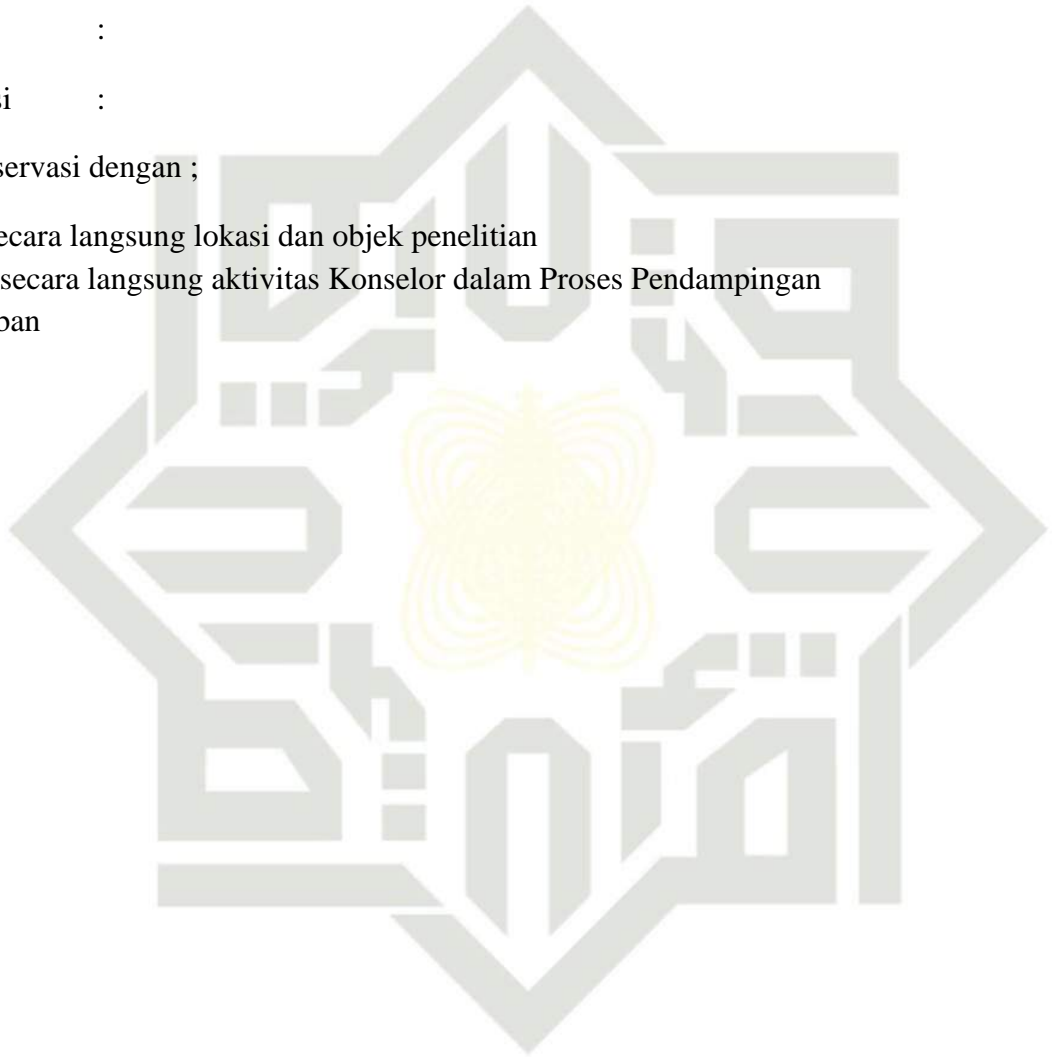 :
si :
servasi dengan ;
ecara langsung lokasi dan objek penelitian
secara langsung aktivitas Konselor dalam Proses Pendampingan
ban